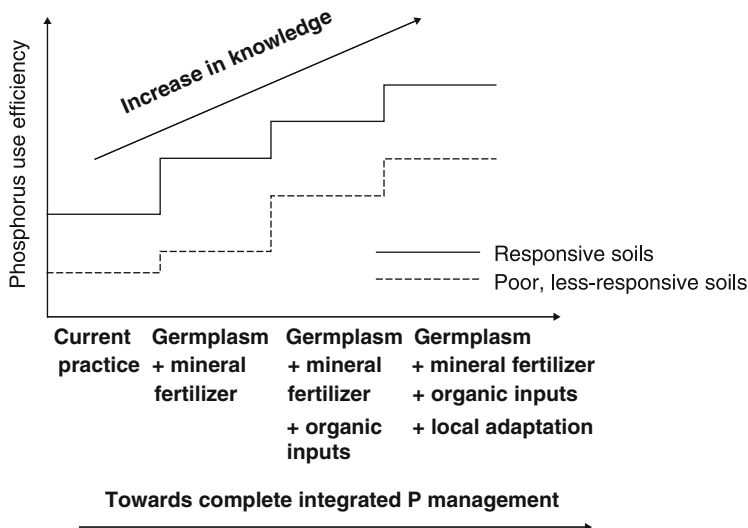 Phosphorus use efficiency
Increase in knowledge
Responsive soils
Poor, less-responsive soils
Current
practice
Germplasm
+ mineral
fertilizer
Germplasm
+ mineral
fertilizer
+ organic
inputs
Germplasm
+ mineral fertilizer
+ organic inputs
+ local adaptation
Towards complete integrated P management